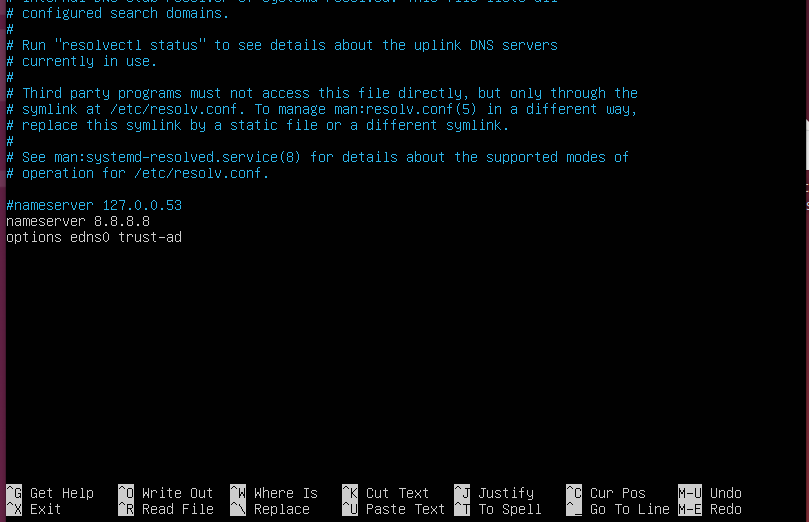 # configured search domains.
#
# Run "resolvectl status" to see details about the uplink DNS servers
# currently in use.
#
# Third party programs must not access this file directly, but only through the
# symlink at /etc/resolv.conf. To manage man:resolv.conf(5) in a different way,
# replace this symlink by a static file or a different symlink.
#
# See man:systemd-resolved.service(8) for details about the supported modes of
# operation for /etc/resolv.conf.

#nameserver 127.0.0.53
nameserver 8.8.8.8
options edns0 trust-ad

^G Get Help ^O Write Out ^W Where Is ^K Cut Text ^J Justify ^C Cur Pos M-U Undo
^X Exit ^R Read File ^\ Replace ^U Paste Text ^T To Spell ^_ Go To Line M-E Redo